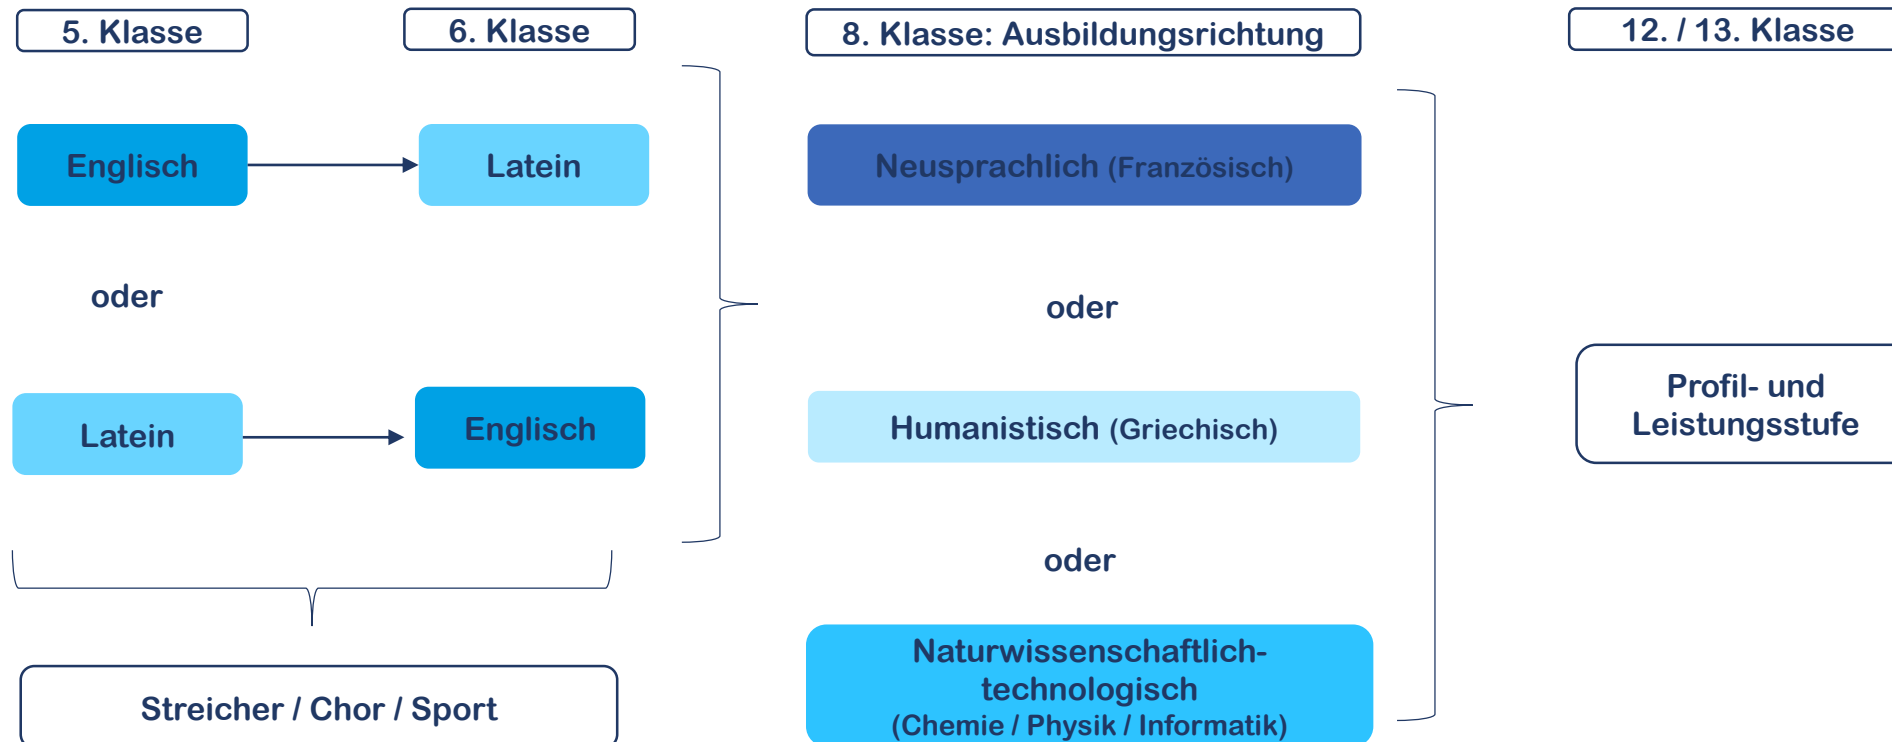 5. Klasse
6. Klasse
8. Klasse: Ausbildungsrichtung
12. / 13. Klasse
Englisch
Latein
Neusprachlich (Französisch)
oder
oder
Profil- und
Leistungsstufe
Latein
Englisch
Humanistisch (Griechisch)
oder
Naturwissenschaftlich-
technologisch
(Chemie / Physik / Informatik)
Streicher / Chor / Sport